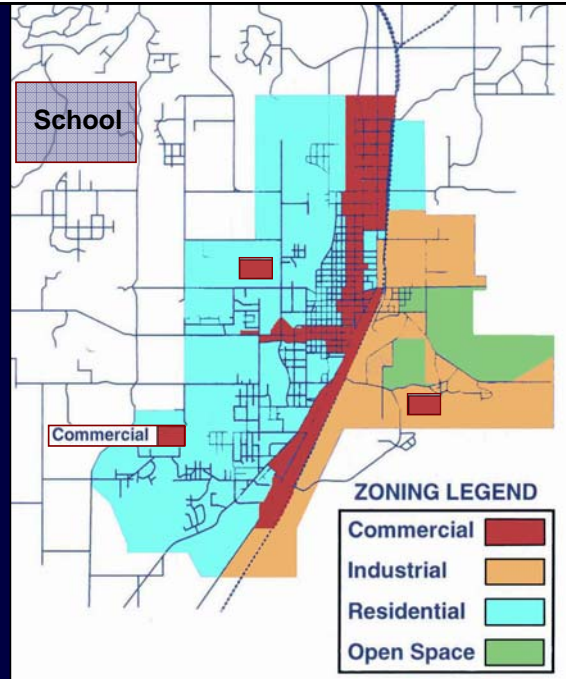 School
Commercial
ZONING LEGEND
Commercial
Industrial
Residential
Open Space